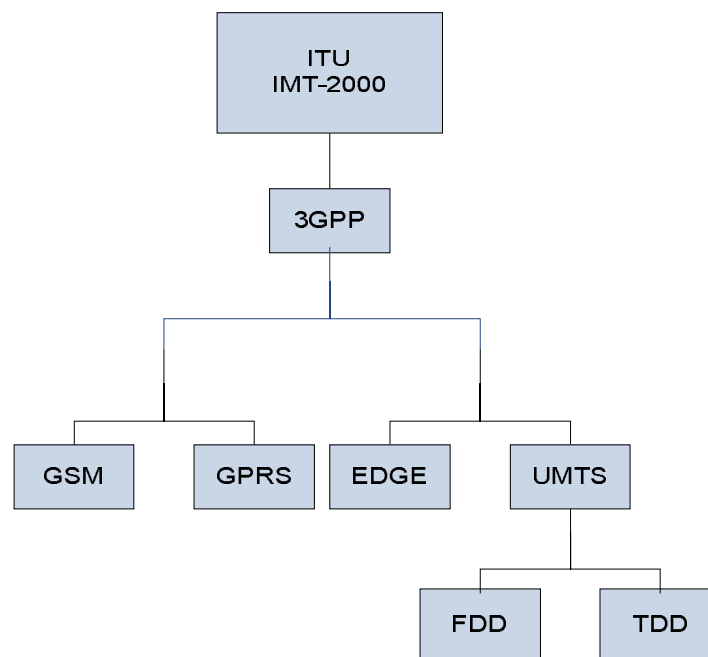 ITU
IMT-2000
3GPP
GSM
GPRS
EDGE
UMTS
FDD
TDD